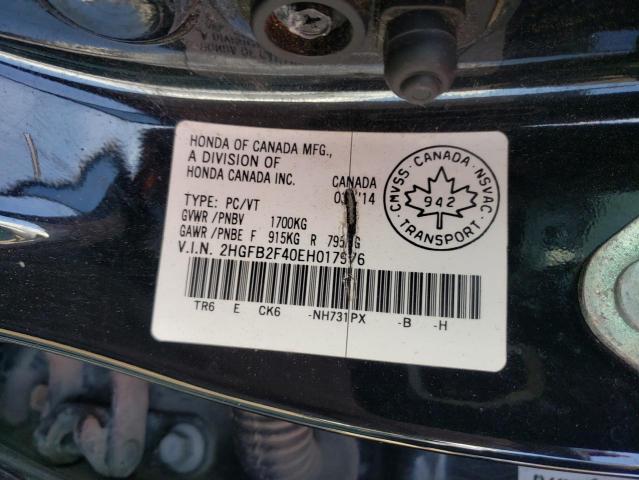 HONDA OF CANADA MFG.,
A DIVISION OF
HONDA CANADA INC.
CANADA
TYPE: PC/VT
GVWR /PNBV 1700KG
GAWR /PNBE F 915KG R
V.I.N.
TR6 E CK6 -NH731PX -B -H
CMVSS · CANADA · NSVAC
942
TRANSPORT